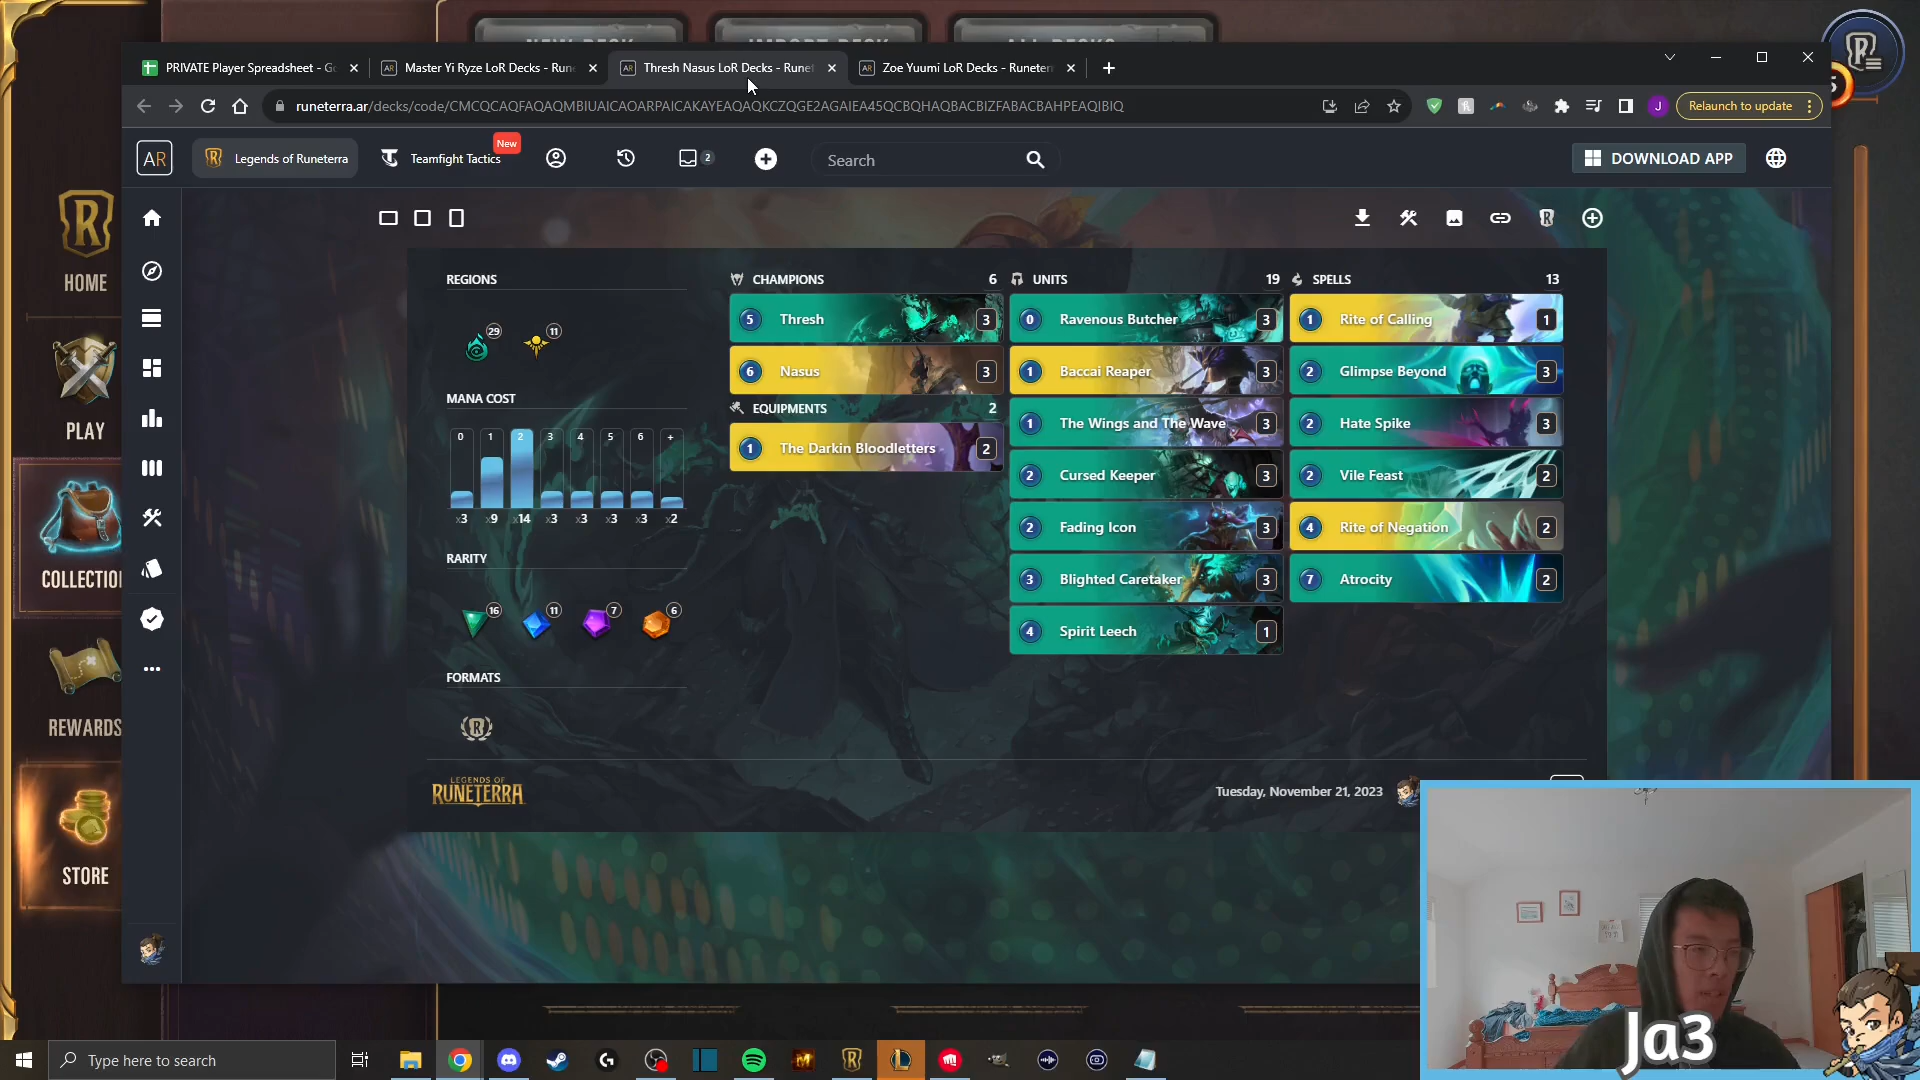 PRIVATE Player Spreadsheet - Go
Master Yi Ryze LoR Decks - Rune
Thresh Nasus LoR Decks - Runet
Zoe Yuumi LoR Decks - Runeterr
runeterra.ar/decks/code/CMCQCAQFAQAQMBIUAICAOARPAICAKAYEAQAQKCZQGE2AGAIEA45QCBQHAQBACBIZFABACBAHPEAQIBIQ
J
Relaunch to update
AR
Legends of Runeterra
Teamfight Tactics
New
2
Search
DOWNLOAD APP
HOME
PLAY
COLLECTIO
REWARDS
STORE
REGIONS
29
11
MANA COST
0 1 2 3 4 5 6 +
x3 x9 x14 x3 x3 x3 x3 x2
RARITY
16 11 7 6
FORMATS
CHAMPIONS 6
5 Thresh 3
6 Nasus 3
EQUIPMENTS 2
1 The Darkin Bloodletters 2
UNITS 19
0 Ravenous Butcher 3
1 Baccai Reaper 3
1 The Wings and The Wave 3
2 Cursed Keeper 3
2 Fading Icon 3
3 Blighted Caretaker 3
4 Spirit Leech 1
SPELLS 13
1 Rite of Calling 1
2 Glimpse Beyond 3
2 Hate Spike 3
2 Vile Feast 2
4 Rite of Negation 2
7 Atrocity 2
LEGENDS OF
RUNETERRA
Tuesday, November 21, 2023
Ja3
Type here to search